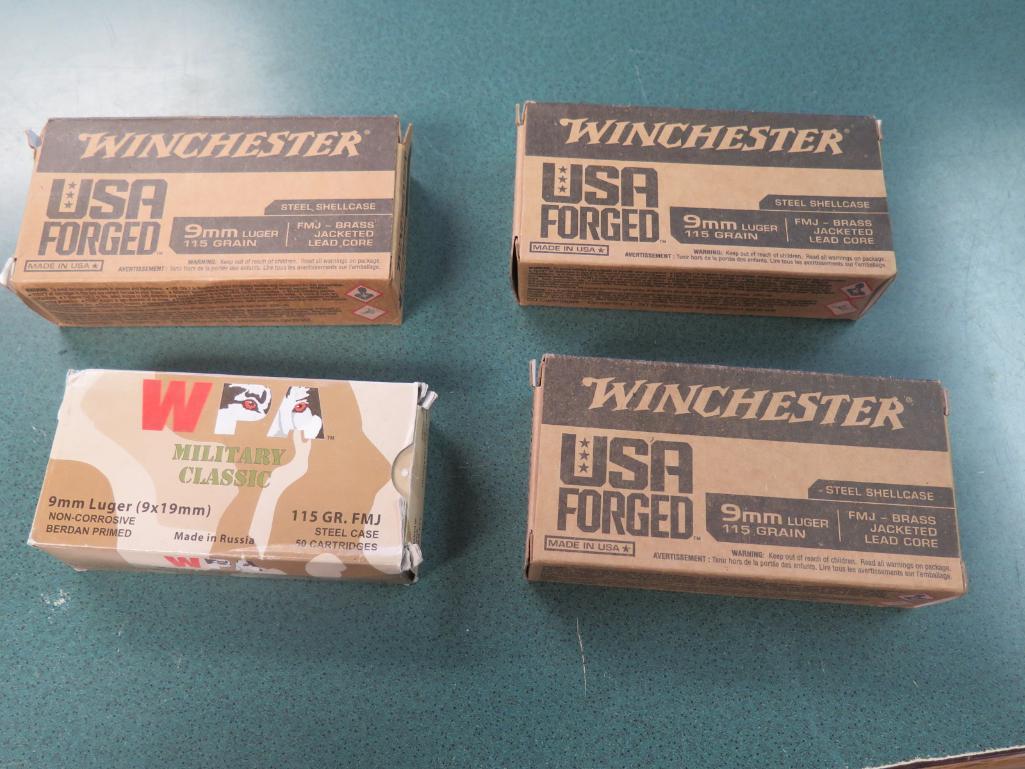 WINCHESTER®
USA
FORGED™
STEEL SHELLCASE
9mm LUGER
115 GRAIN
FMJ - BRASS
JACKETED
LEAD CORE
MADE IN USA ★
WARNING: Keep out of reach of children. Read all warnings on package.
AVERTISSEMENT: Tenir hors de la portée des enfants. Lire tous les avertissements sur l'emballage.
WINCHESTER®
USA
FORGED™
STEEL SHELLCASE
9mm LUGER
115 GRAIN
FMJ - BRASS
JACKETED
LEAD CORE
MADE IN USA ★
WARNING: Keep out of reach of children. Read all warnings on package.
AVERTISSEMENT: Tenir hors de la portée des enfants. Lire tous les avertissements sur l'emballage.
WPA™
MILITARY
CLASSIC
9mm Luger (9x19mm)
NON-CORROSIVE
BERDAN PRIMED
Made in Russia
115 GR. FMJ
STEEL CASE
50 CARTRIDGES
WPA
WINCHESTER®
USA
FORGED™
STEEL SHELLCASE
9mm LUGER
115 GRAIN
FMJ - BRASS
JACKETED
LEAD CORE
MADE IN USA ★
WARNING: Keep out of reach of children. Read all warnings on package.
AVERTISSEMENT: Tenir hors de la portée des enfants. Lire tous les avertissements sur l'emballage.